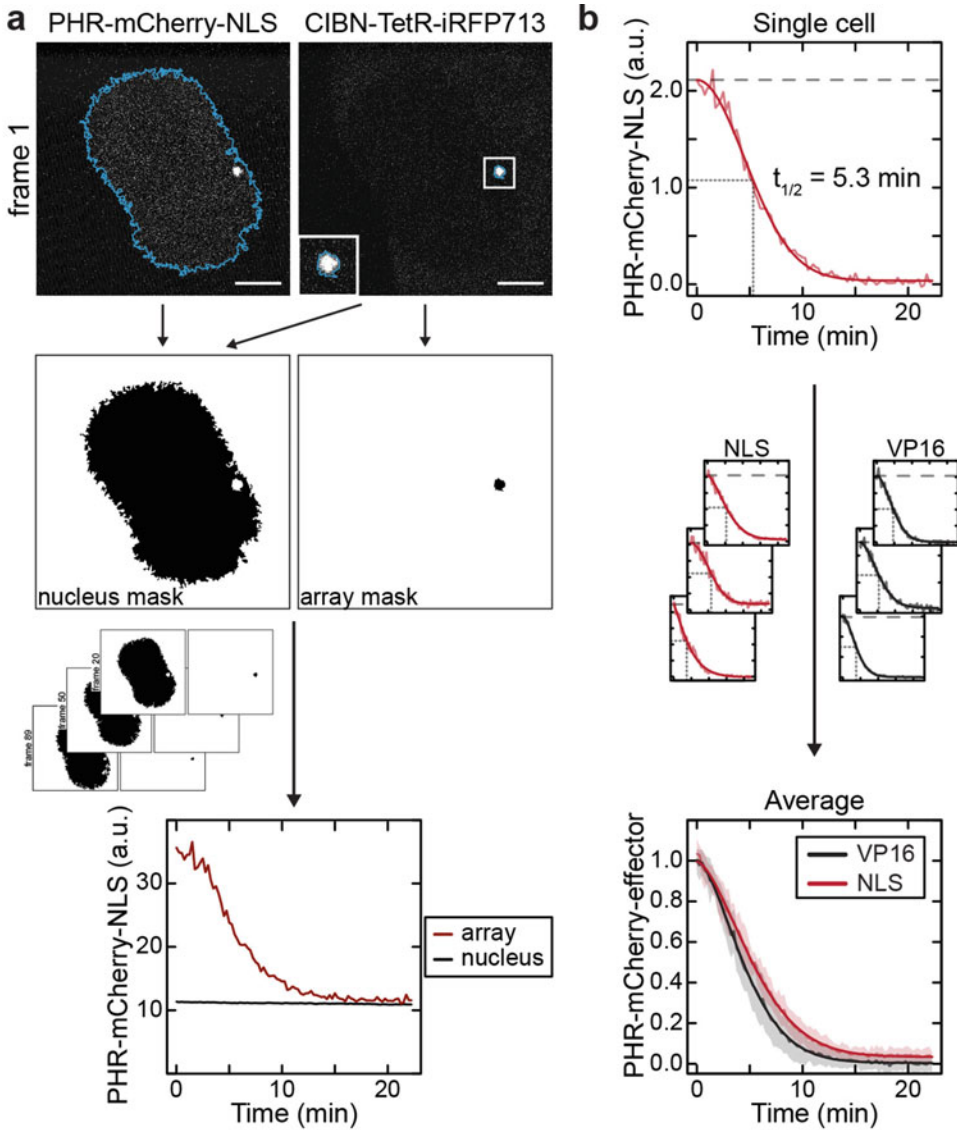 a
PHR-mCherry-NLS
CIBN-TetR-iRFP713
frame 1
nucleus mask
array mask
frame 20
frame 50
frame 89
PHR-mCherry-NLS (a.u.)
30
20
10
0
10
20
Time (min)
array
nucleus
b
Single cell
PHR-mCherry-NLS (a.u.)
2.0
1.0
0.0
t1/2 = 5.3 min
0
10
20
Time (min)
NLS
VP16
Average
PHR-mCherry-effector
1.0
0.8
0.6
0.4
0.2
0.0
VP16
NLS
0
10
20
Time (min)